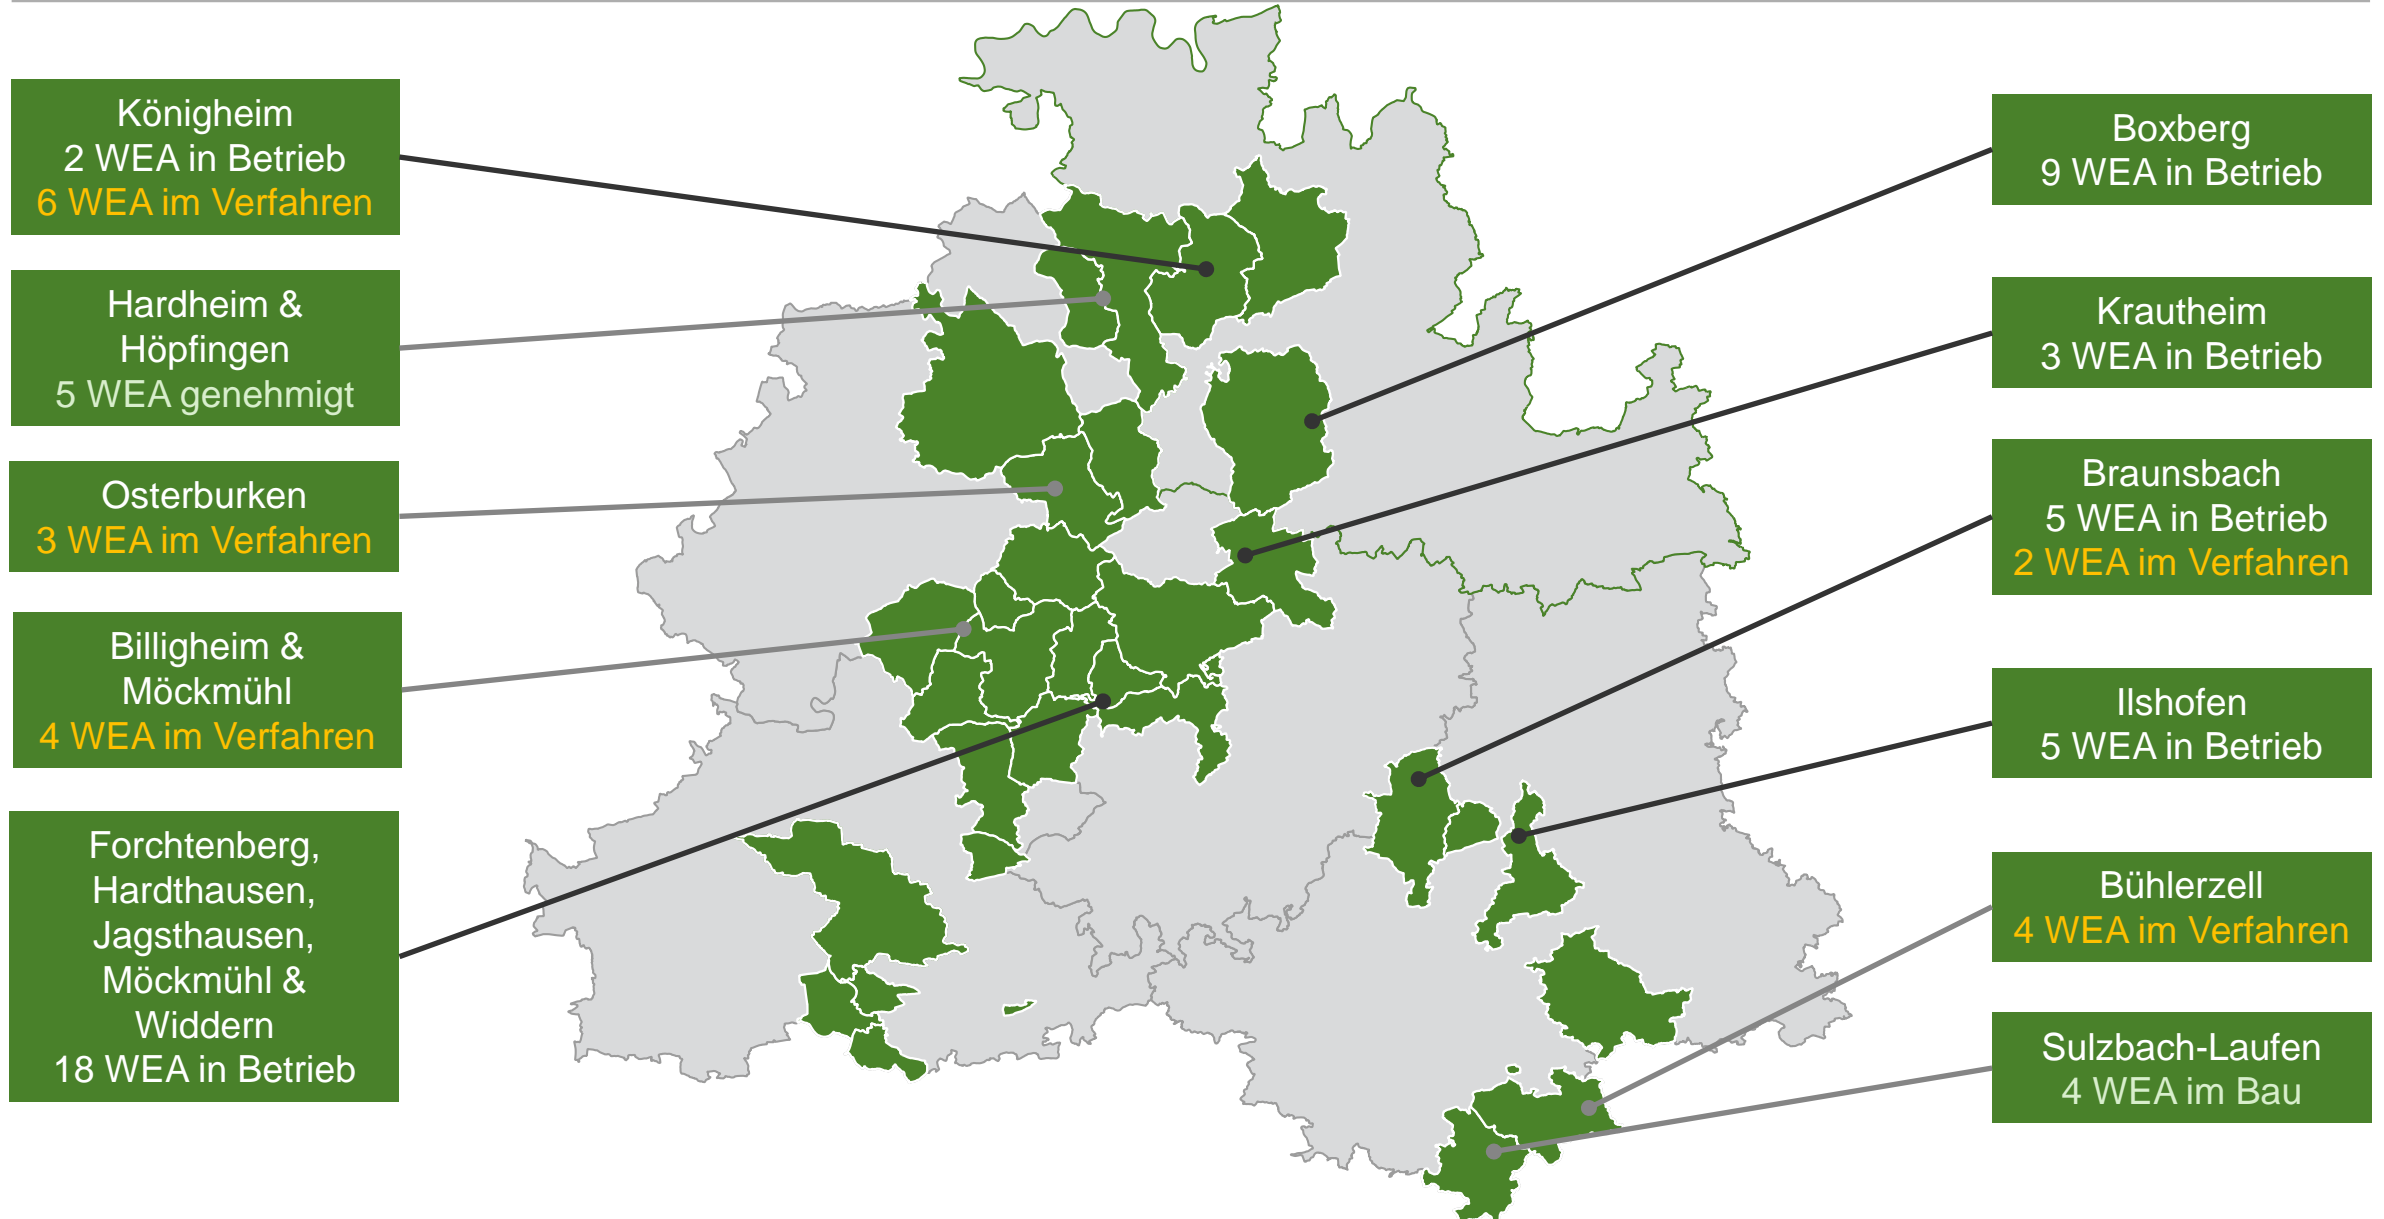 Königheim
2 WEA in Betrieb
6 WEA im Verfahren
Hardheim &
Höpfingen
5 WEA genehmigt
Osterburken
3 WEA im Verfahren
Billigheim &
Möckmühl
4 WEA im Verfahren
Forchtenberg,
Hardthausen,
Jagsthausen,
Möckmühl &
Widdern
18 WEA in Betrieb
Boxberg
9 WEA in Betrieb
Krautheim
3 WEA in Betrieb
Braunsbach
5 WEA in Betrieb
2 WEA im Verfahren
Ilshofen
5 WEA in Betrieb
Bühlerzell
4 WEA im Verfahren
Sulzbach-Laufen
4 WEA im Bau